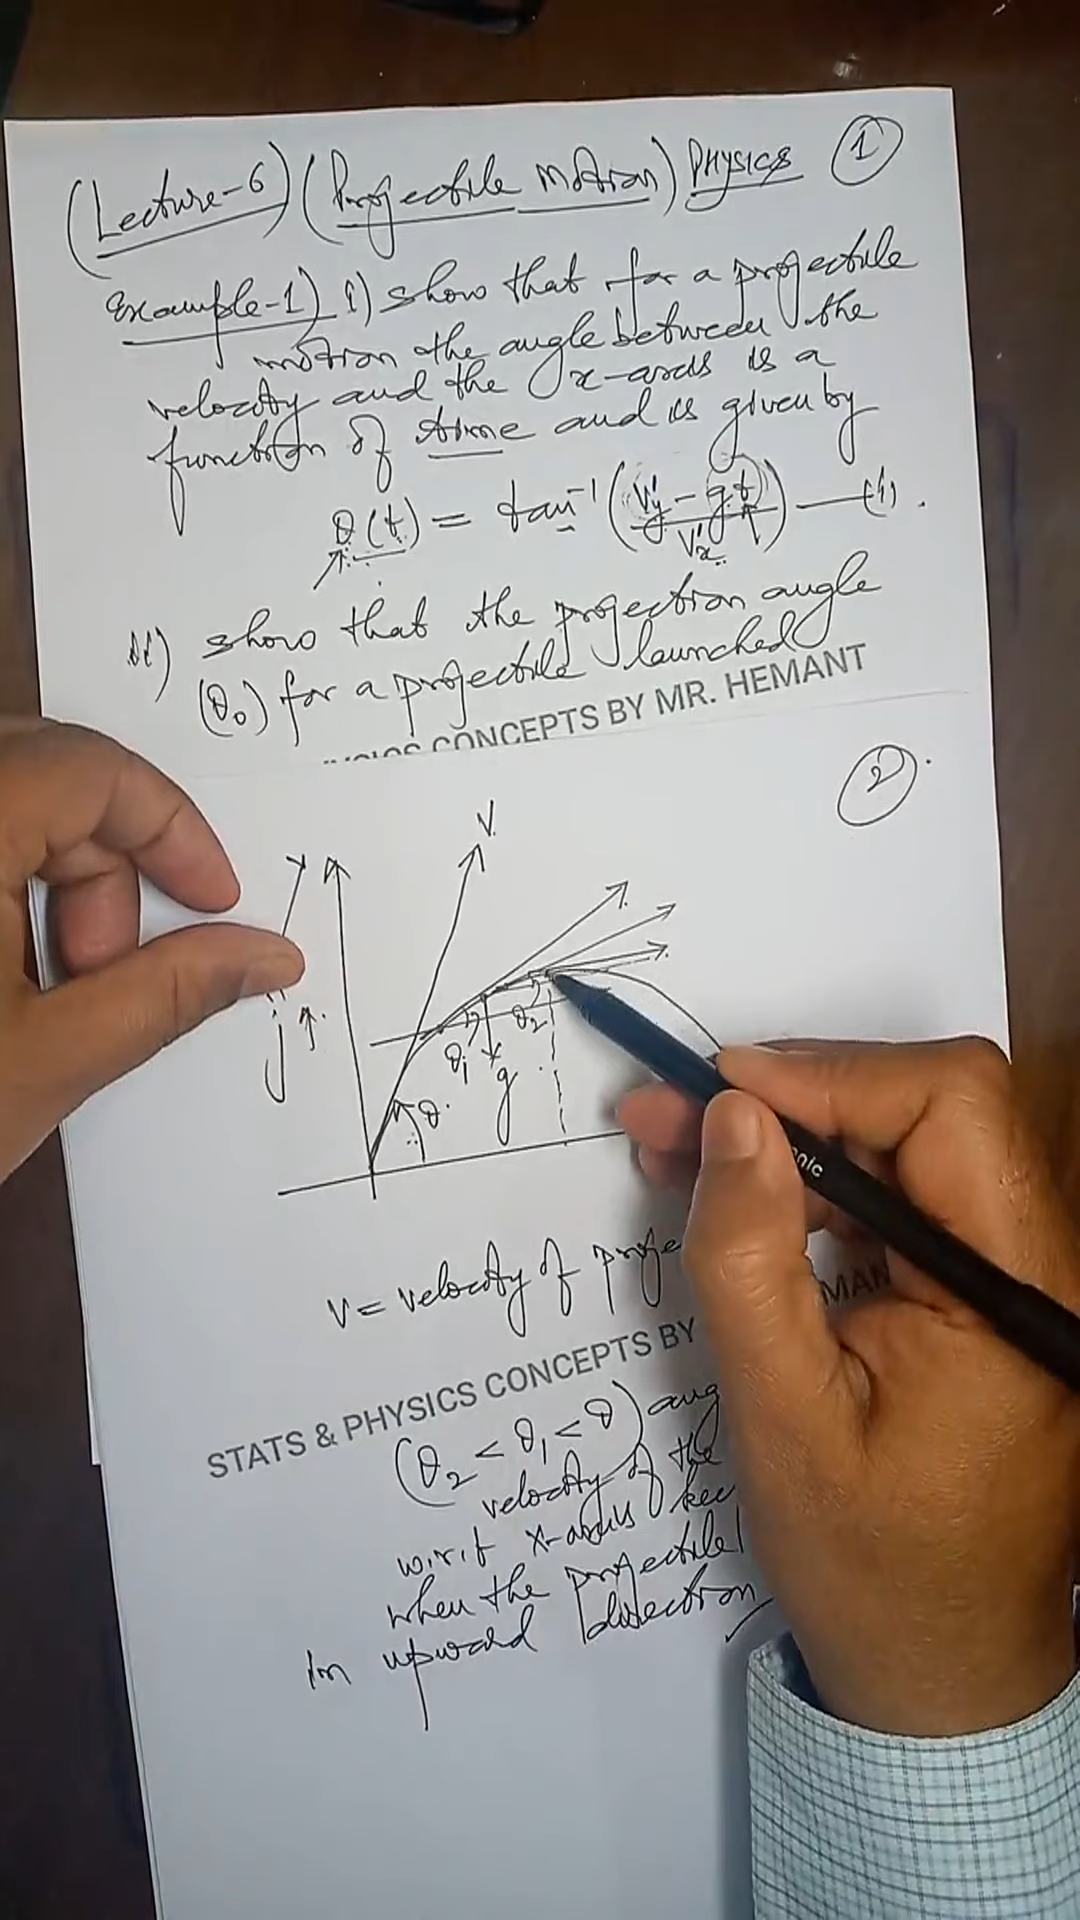 (Lecture-6) (Projectile motion) Physics (1)
Example-1) i) show that for a projectile
motion the angle between the
velocity and the x-axis is a
function of time and is given by
θ(t) = tan⁻¹ (V'y - gt / V'x) — (1).
ii) show that the projection angle
(θ₀) for a projectile launched
CONCEPTS BY MR. HEMANT
(2).
Y
V
θ₁
θ₂
g
θ
V = velocity of proje
STATS & PHYSICS CONCEPTS BY
MAN
(θ₂ < θ₁ < θ) ang
velocity of the
w.r.t x-axis
when the projectile
in upward direction